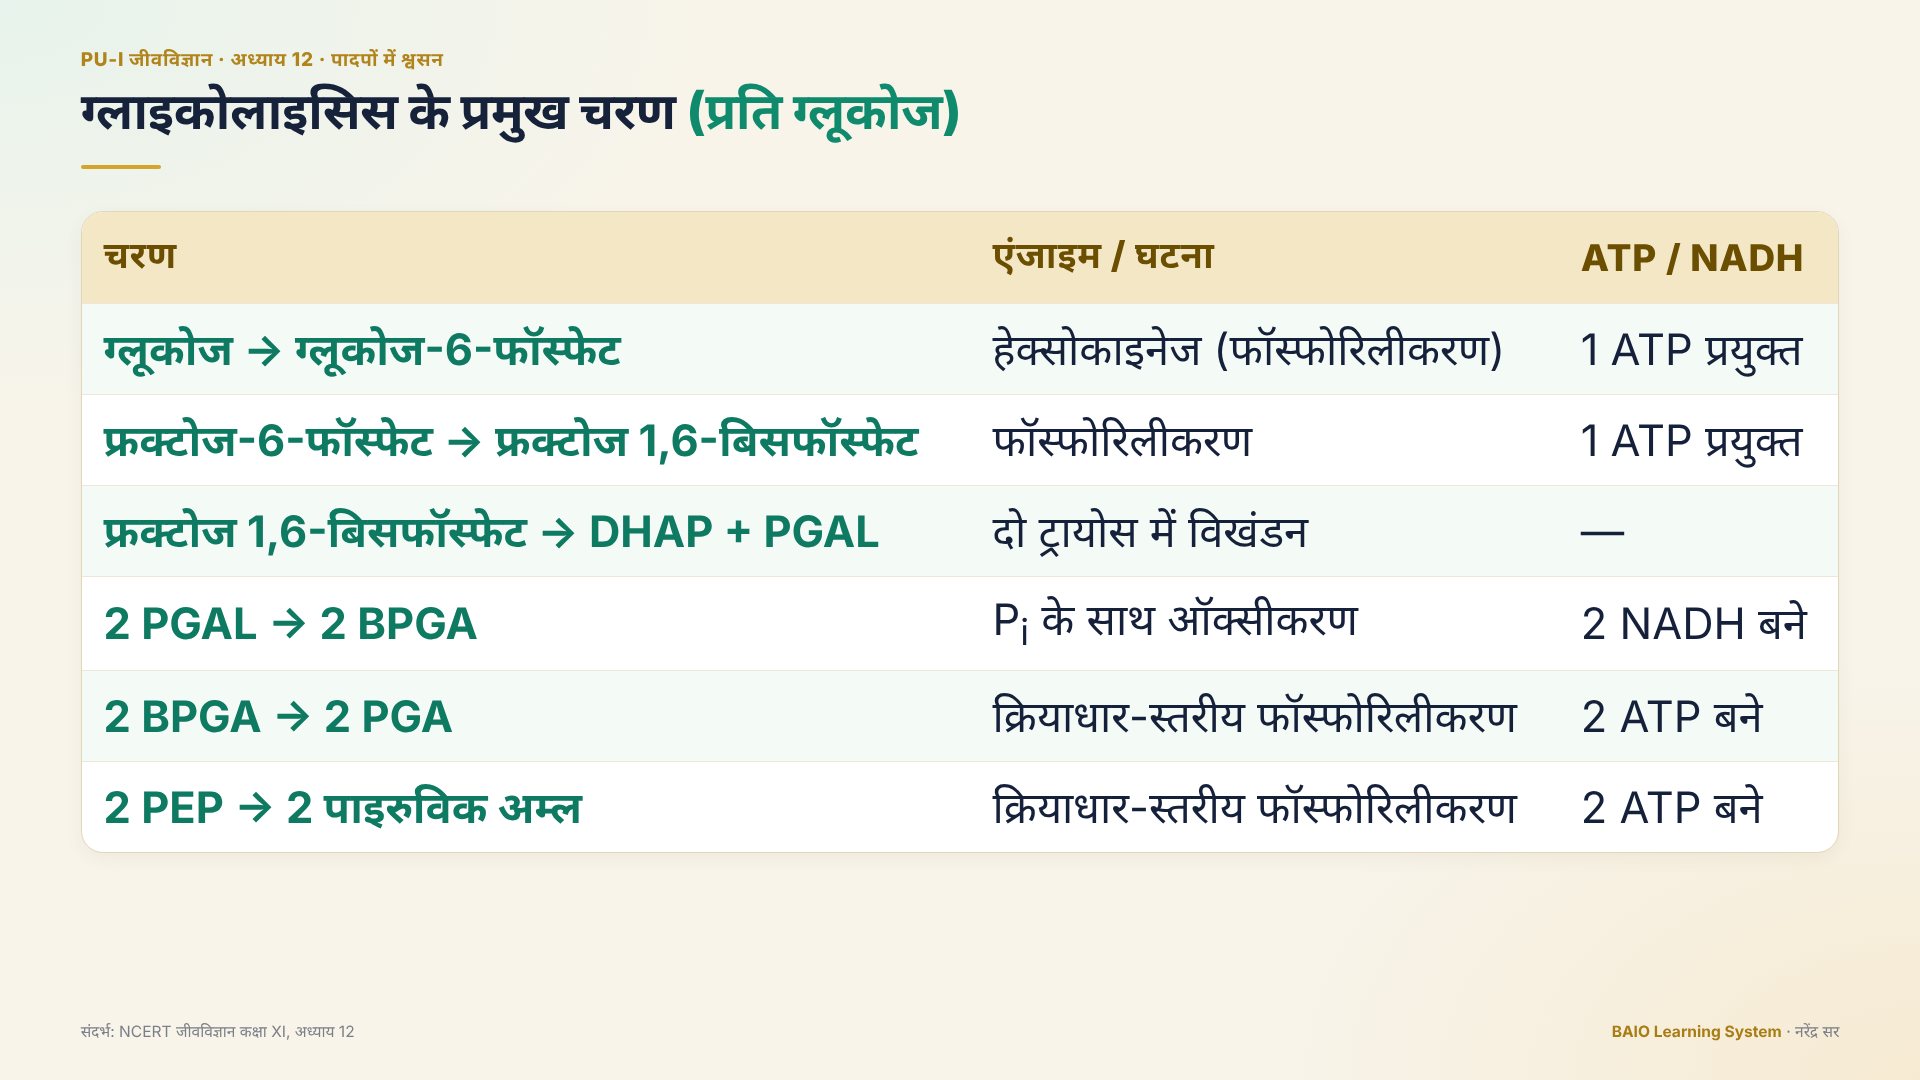 PU-I जीवविज्ञान · अध्याय 12 · पादपों में श्वसन
ग्लाइकोलाइसिस के प्रमुख चरण (प्रति ग्लूकोज)
चरण एंजाइम / घटना ATP / NADH
ग्लूकोज → ग्लूकोज-6-फॉस्फेट हेक्सोकाइनेज (फॉस्फोरिलीकरण) 1 ATP प्रयुक्त
फ्रक्टोज-6-फॉस्फेट → फ्रक्टोज 1,6-बिसफॉस्फेट फॉस्फोरिलीकरण 1 ATP प्रयुक्त
फ्रक्टोज 1,6-बिसफॉस्फेट → DHAP + PGAL दो ट्रायोस में विखंडन —
2 PGAL → 2 BPGA Pi के साथ ऑक्सीकरण 2 NADH बने
2 BPGA → 2 PGA क्रियाधार-स्तरीय फॉस्फोरिलीकरण 2 ATP बने
2 PEP → 2 पाइरुविक अम्ल क्रियाधार-स्तरीय फॉस्फोरिलीकरण 2 ATP बने
संदर्भ: NCERT जीवविज्ञान कक्षा XI, अध्याय 12 BAIO Learning System · नरेंद्र सर